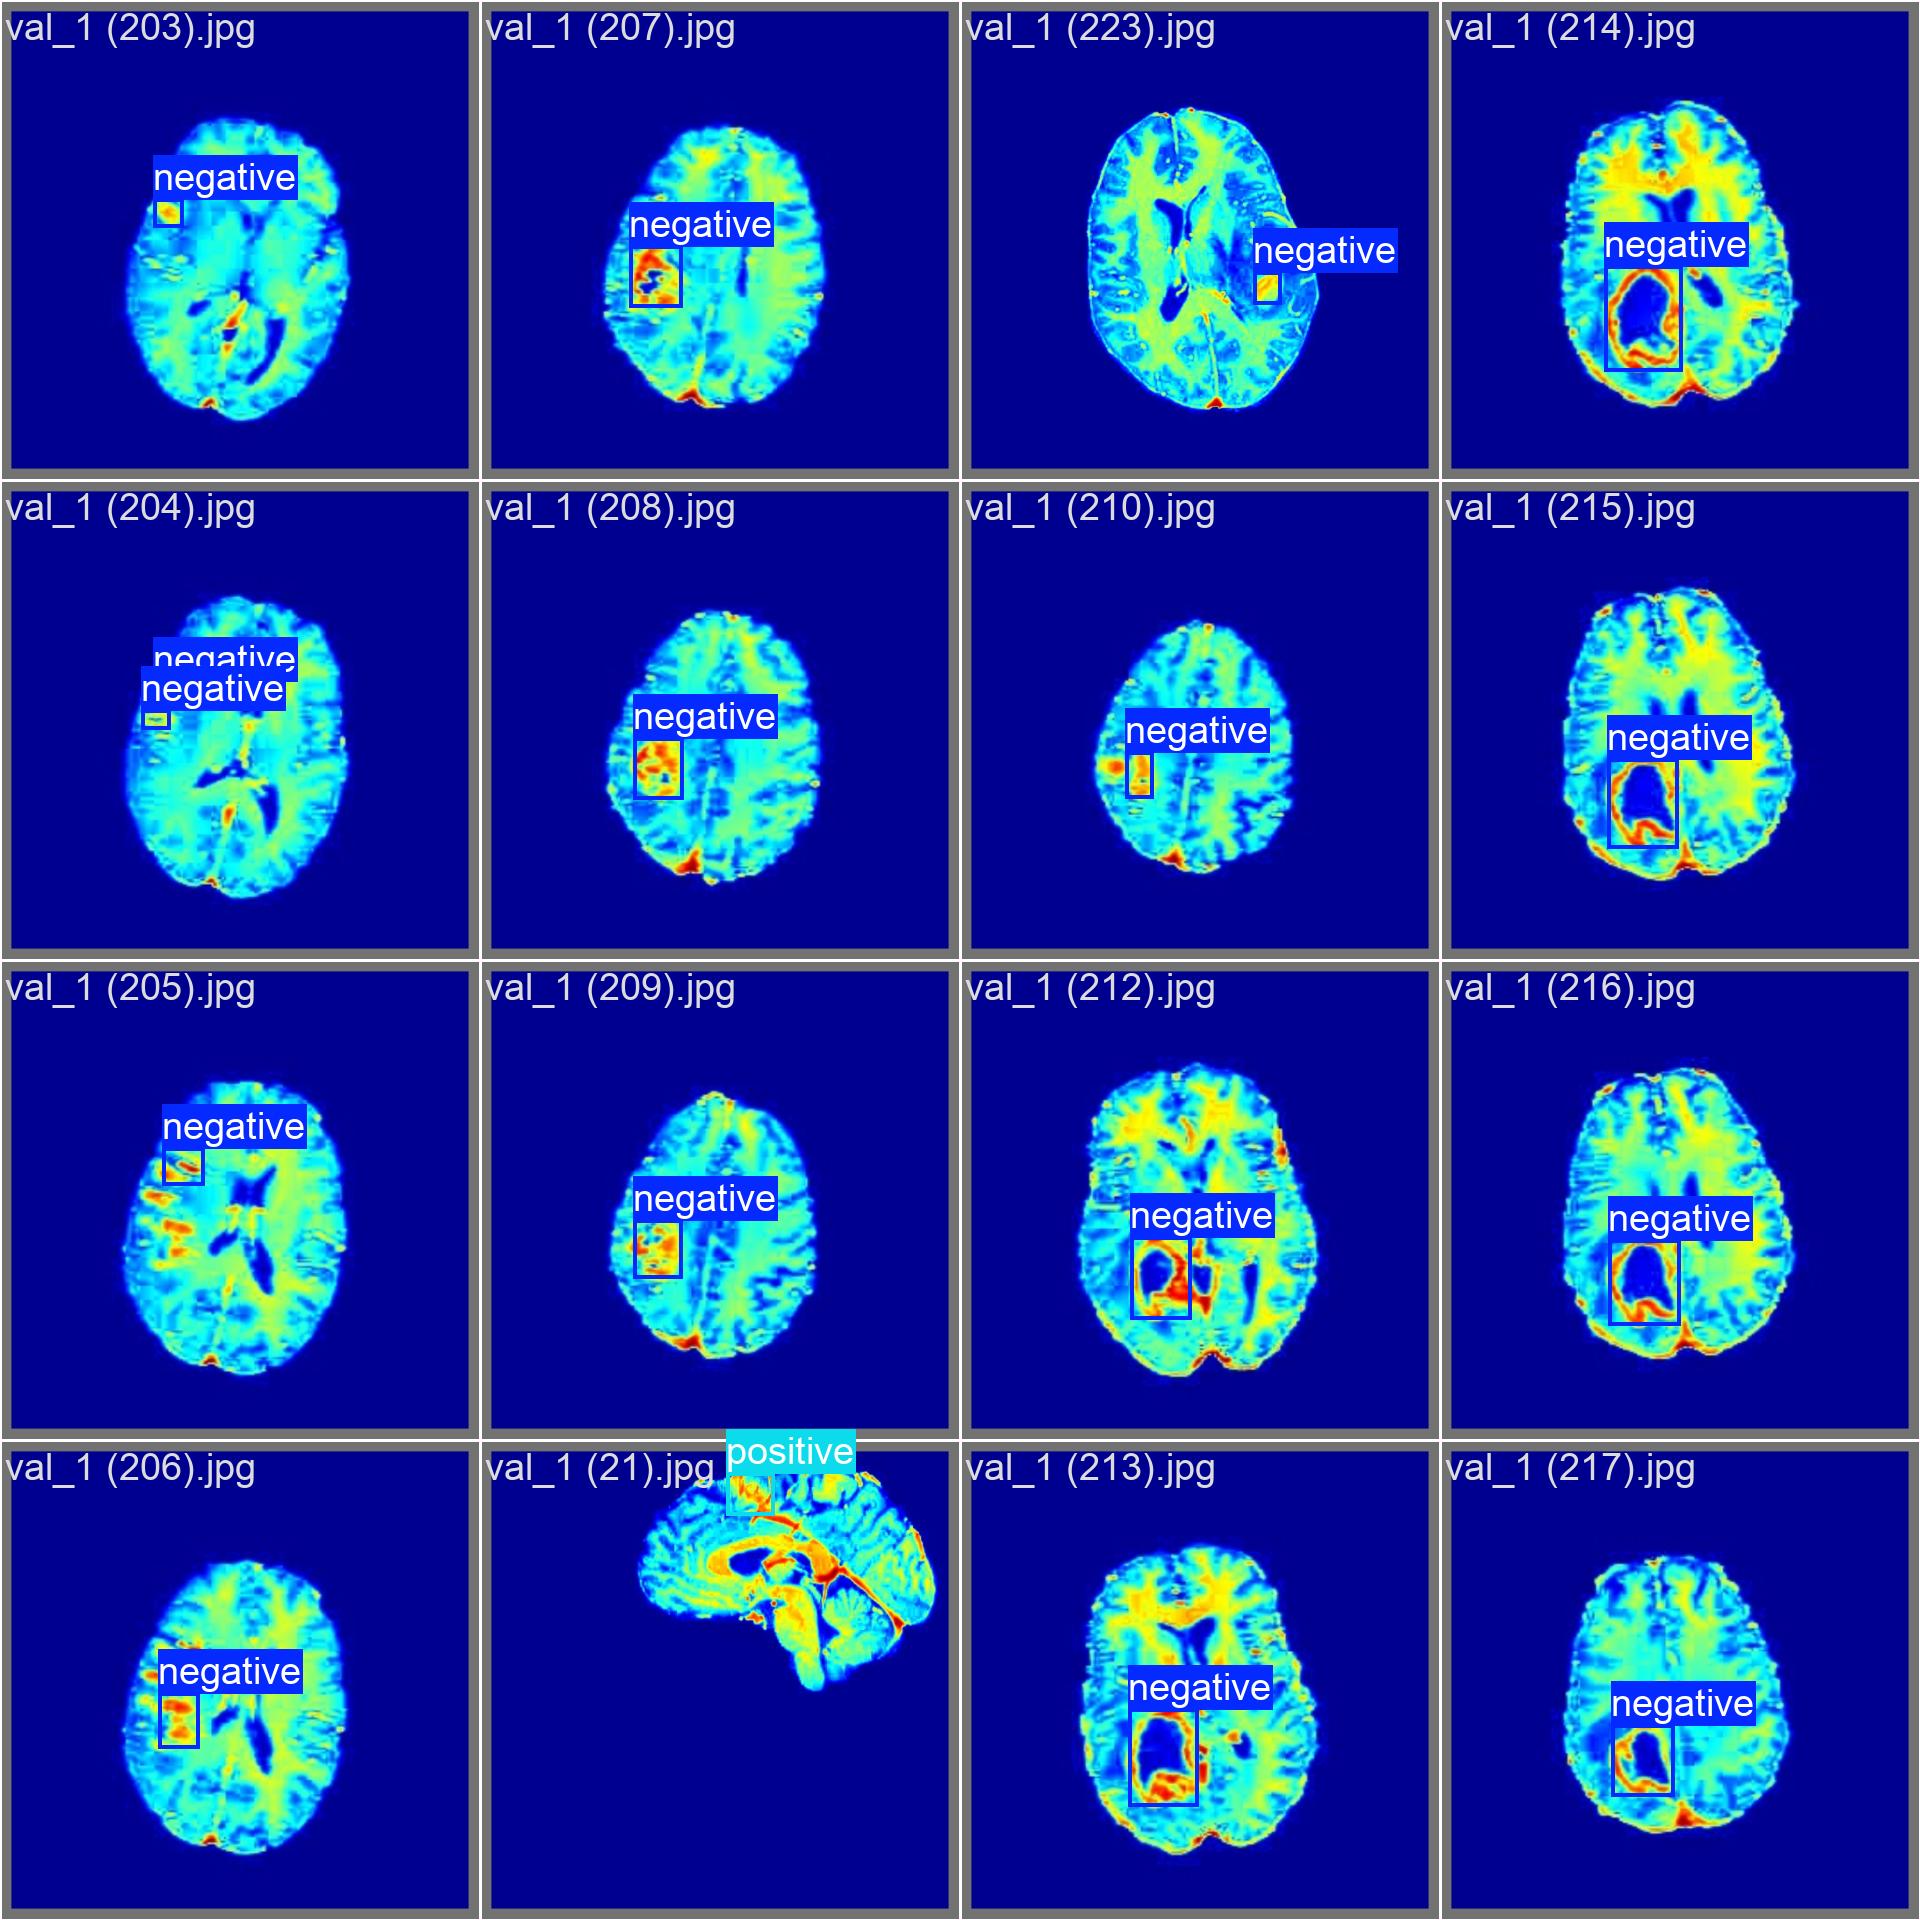 val_1 (203).jpg
negative
val_1 (207).jpg
negative
val_1 (223).jpg
negative
val_1 (214).jpg
negative
val_1 (204).jpg
negative
negative
val_1 (208).jpg
negative
val_1 (210).jpg
negative
val_1 (215).jpg
negative
val_1 (205).jpg
negative
val_1 (209).jpg
negative
val_1 (212).jpg
negative
val_1 (216).jpg
negative
val_1 (206).jpg
negative
val_1 (21).jpg
positive
val_1 (213).jpg
negative
val_1 (217).jpg
negative